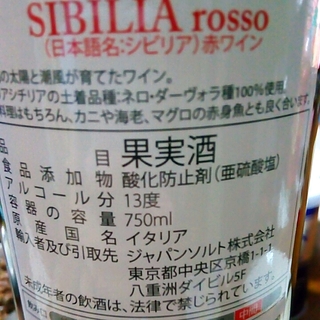 SIBILIA rosso
(日本語名:シビリア)赤ワイン
の太陽と潮風が育てたワイン。
アシチリアの土着品種:ネロ・ダーヴォラ種100%使用。
料理はもちろん、カニや海老、マグロの赤身魚とも良く合います。
品 目 果実酒
食品添加物 酸化防止剤(亜硫酸塩)
アルコール分 13度
容器の容量 750ml
原産国名 イタリア
輸入者及び引取先 ジャパンソルト株式会社
東京都中央区京橋1-1-1
八重洲ダイビル5F
未成年者の飲酒は、法律で禁じられています。